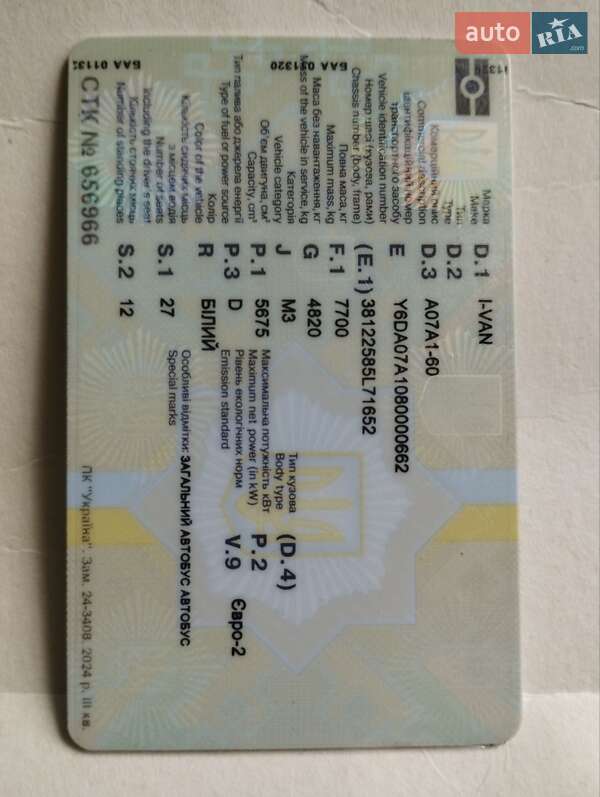 auto RIA .com
БАА 051320
Марка D.1 I-VAN
Make
Тип D.2
Type
Комерційний опис D.3 A07A1-60
Commercial description
Ідентифікаційний номер E Y6DA07A1080000662
транспортного засобу
Vehicle identification number
Номер шасі (кузова, рами) (E.1) 38122585L71652
Chassis number (body, frame)
Повна маса, кг F.1 7700
Maximum mass, kg
Маса без навантаження, кг G 4820
Mass of the vehicle in service, kg
Категорія J M3 Тип кузова (D.4)
Vehicle category Body type
Об'єм двигуна, см³ P.1 5675 Максимальна потужність кВт P.2
Capacity, cm³ Maximum net power (in kW)
Тип палива або джерела енергії P.3 D Рівень екологічних норм V.9 Євро-2
Type of fuel or power source Emission standard
Колір R БІЛИЙ
Color of the vehicle
Кількість сидячих місць S.1 27 Особливі відмітки: ЗАГАЛЬНИЙ АВТОБУС АВТОБУС
з місцем водія Special marks
Number of seats
including the driver's seat
Кількість стоячих місць S.2 12
Number of standing places
СТК № 656966
ПК "Україна". Зам. 24-3408. 2024 р. III кв.